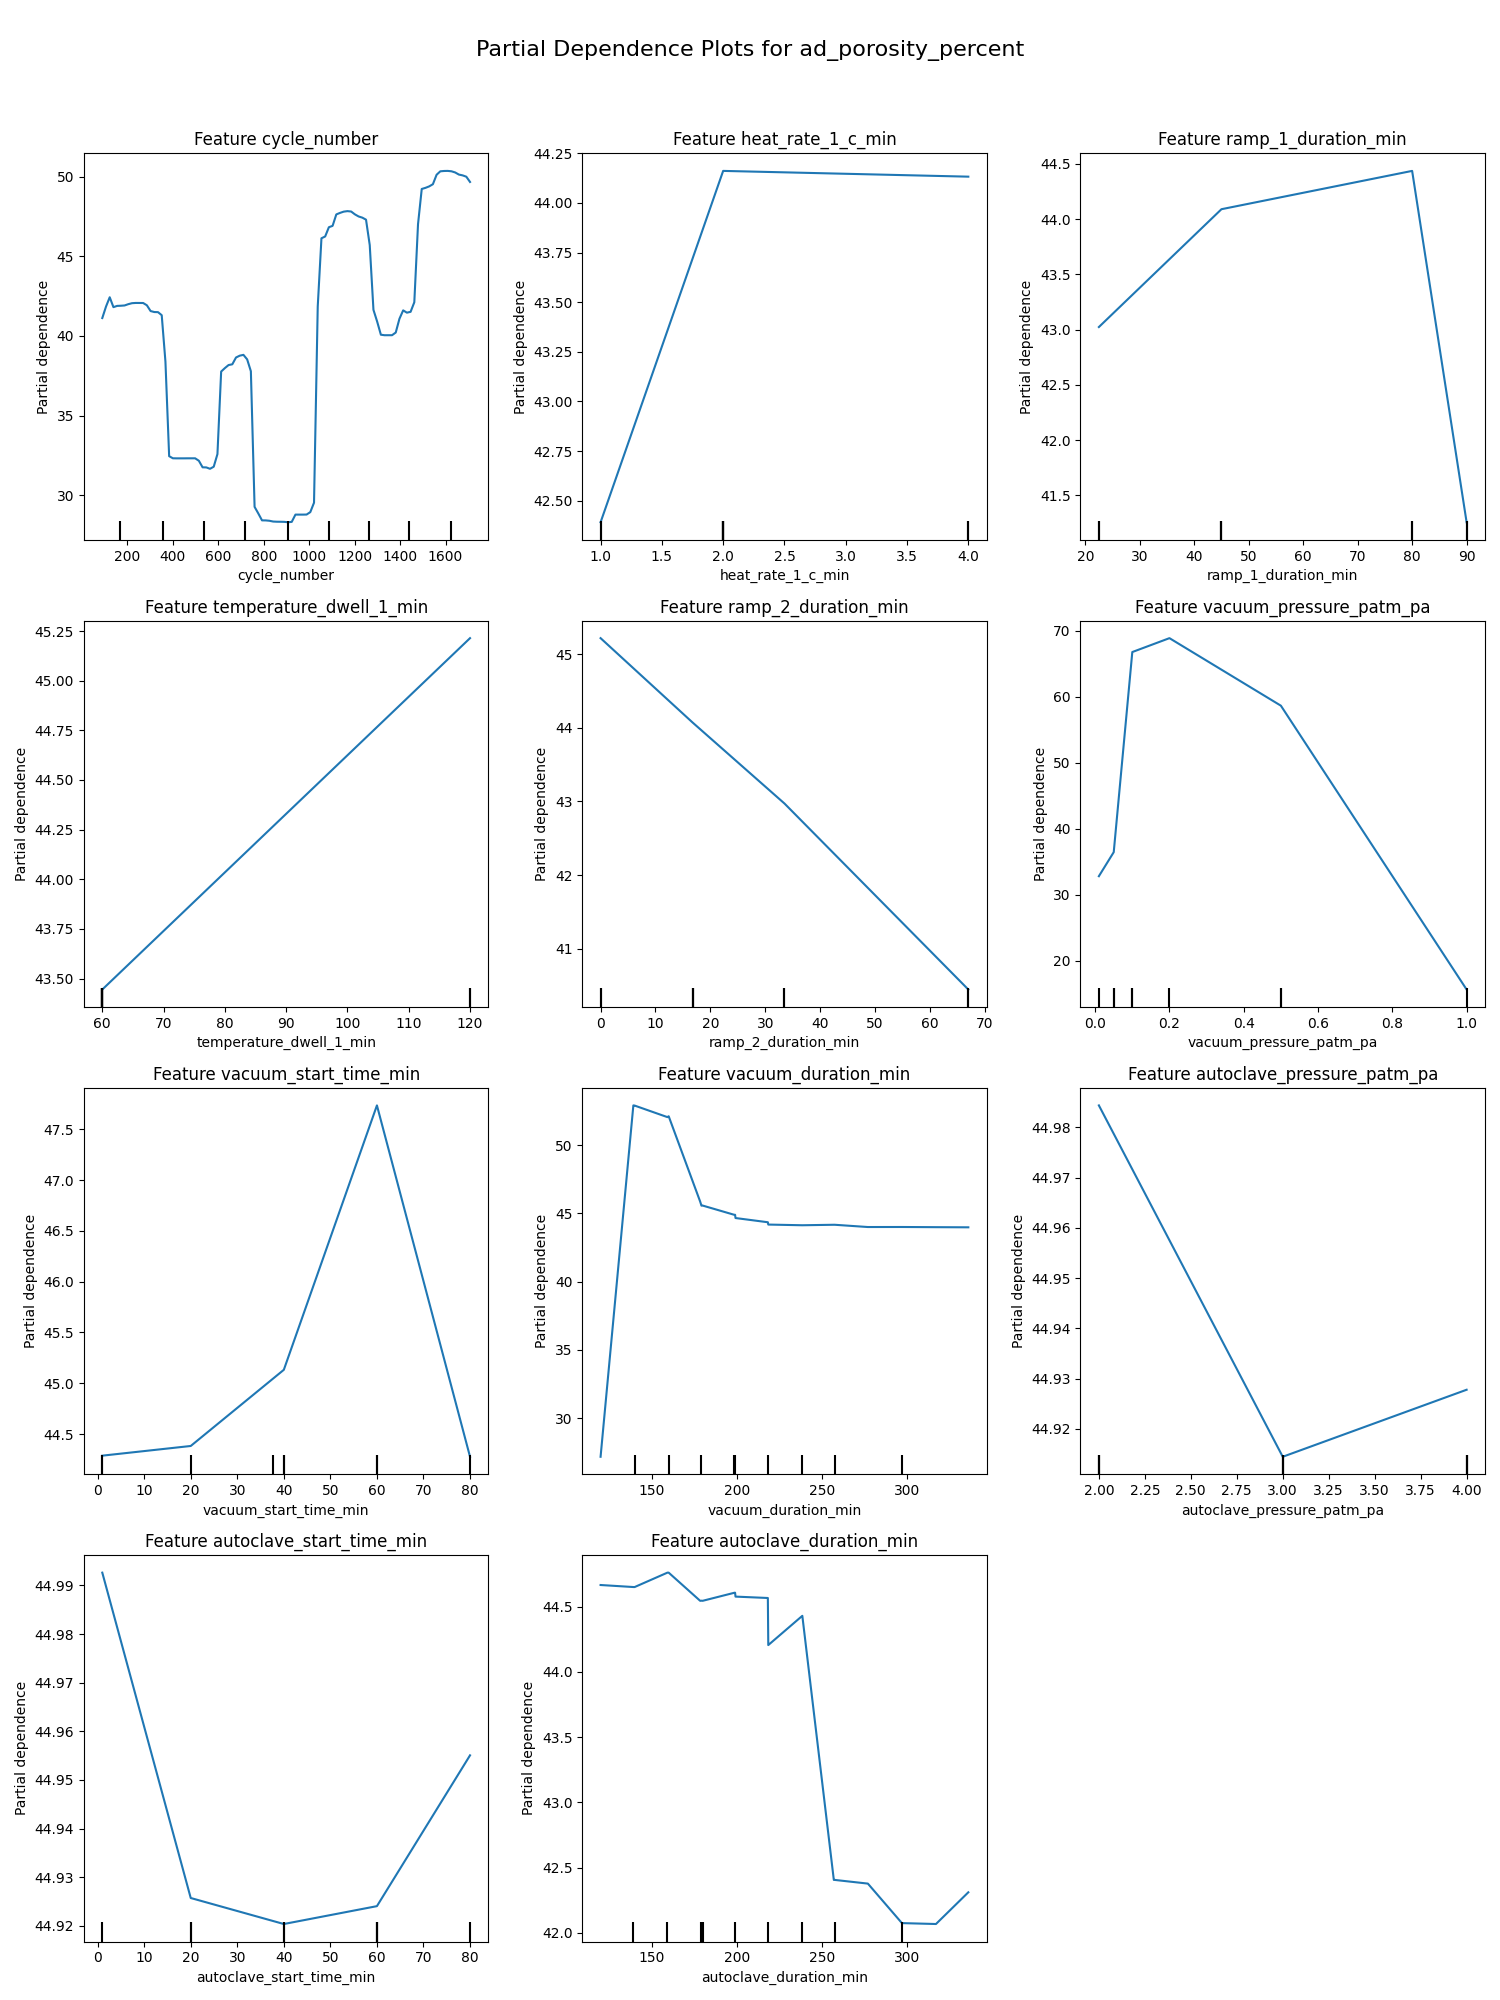 Partial Dependence Plots for ad_porosity_percent
Feature cycle_number
Partial dependence
50
45
40
35
30
200 400 600 800 1000 1200 1400 1600
cycle_number
Feature heat_rate_1_c_min
Partial dependence
44.25
44.00
43.75
43.50
43.25
43.00
42.75
42.50
1.0 1.5 2.0 2.5 3.0 3.5 4.0
heat_rate_1_c_min
Feature ramp_1_duration_min
Partial dependence
44.5
44.0
43.5
43.0
42.5
42.0
41.5
20 30 40 50 60 70 80 90
ramp_1_duration_min
Feature temperature_dwell_1_min
Partial dependence
45.25
45.00
44.75
44.50
44.25
44.00
43.75
43.50
60 70 80 90 100 110 120
temperature_dwell_1_min
Feature ramp_2_duration_min
Partial dependence
45
44
43
42
41
0 10 20 30 40 50 60 70
ramp_2_duration_min
Feature vacuum_pressure_patm_pa
Partial dependence
70
60
50
40
30
20
0.0 0.2 0.4 0.6 0.8 1.0
vacuum_pressure_patm_pa
Feature vacuum_start_time_min
Partial dependence
47.5
47.0
46.5
46.0
45.5
45.0
44.5
0 10 20 30 40 50 60 70 80
vacuum_start_time_min
Feature vacuum_duration_min
Partial dependence
50
45
40
35
30
150 200 250 300
vacuum_duration_min
Feature autoclave_pressure_patm_pa
Partial dependence
44.98
44.97
44.96
44.95
44.94
44.93
44.92
2.00 2.25 2.50 2.75 3.00 3.25 3.50 3.75 4.00
autoclave_pressure_patm_pa
Feature autoclave_start_time_min
Partial dependence
44.99
44.98
44.97
44.96
44.95
44.94
44.93
44.92
0 10 20 30 40 50 60 70 80
autoclave_start_time_min
Feature autoclave_duration_min
Partial dependence
44.5
44.0
43.5
43.0
42.5
42.0
150 200 250 300
autoclave_duration_min